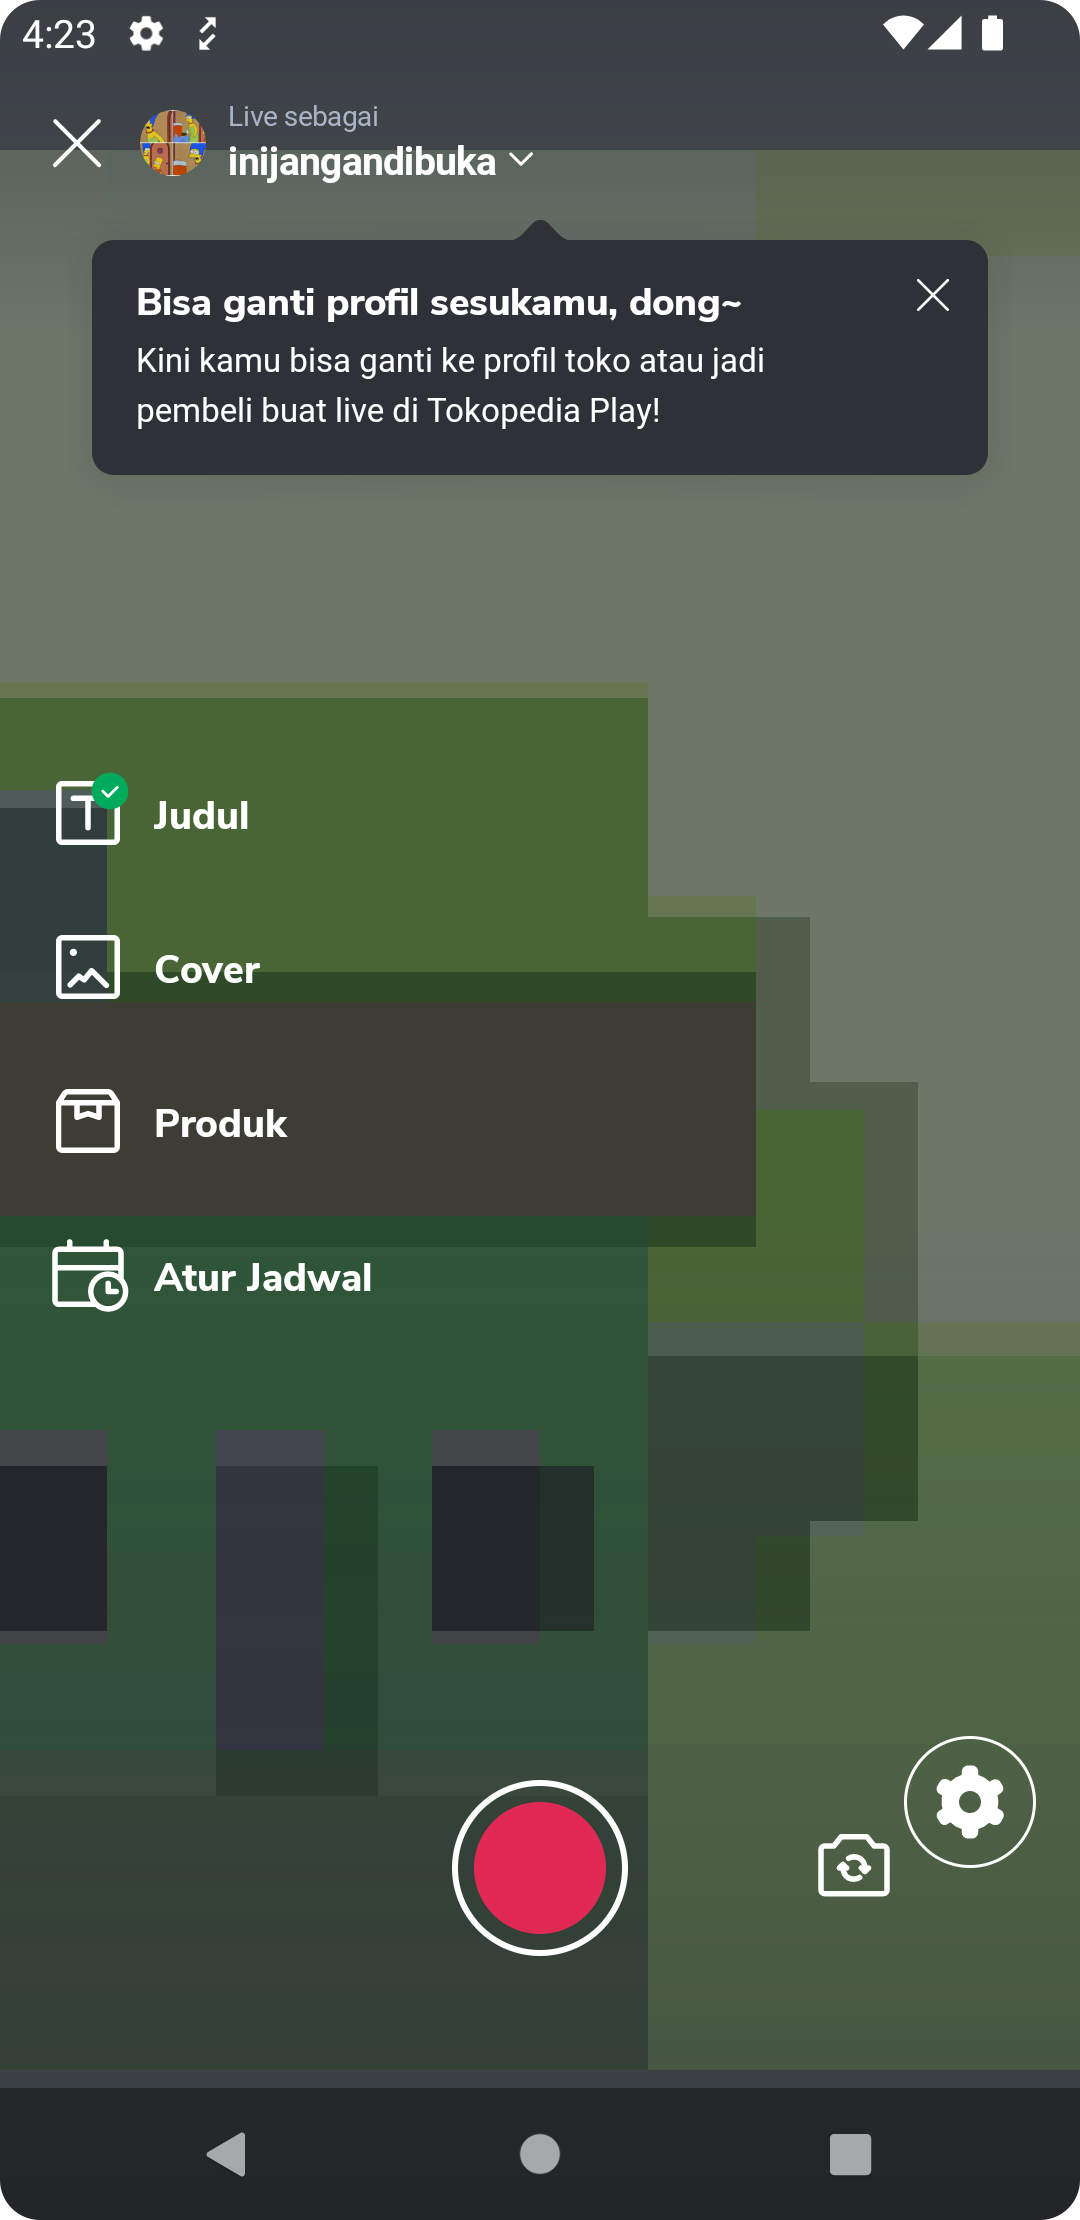 4:23
Live sebagai
inijangandibuka
Bisa ganti profil sesukamu, dong~
Kini kamu bisa ganti ke profil toko atau jadi
pembeli buat live di Tokopedia Play!
Judul
Cover
Produk
Atur Jadwal